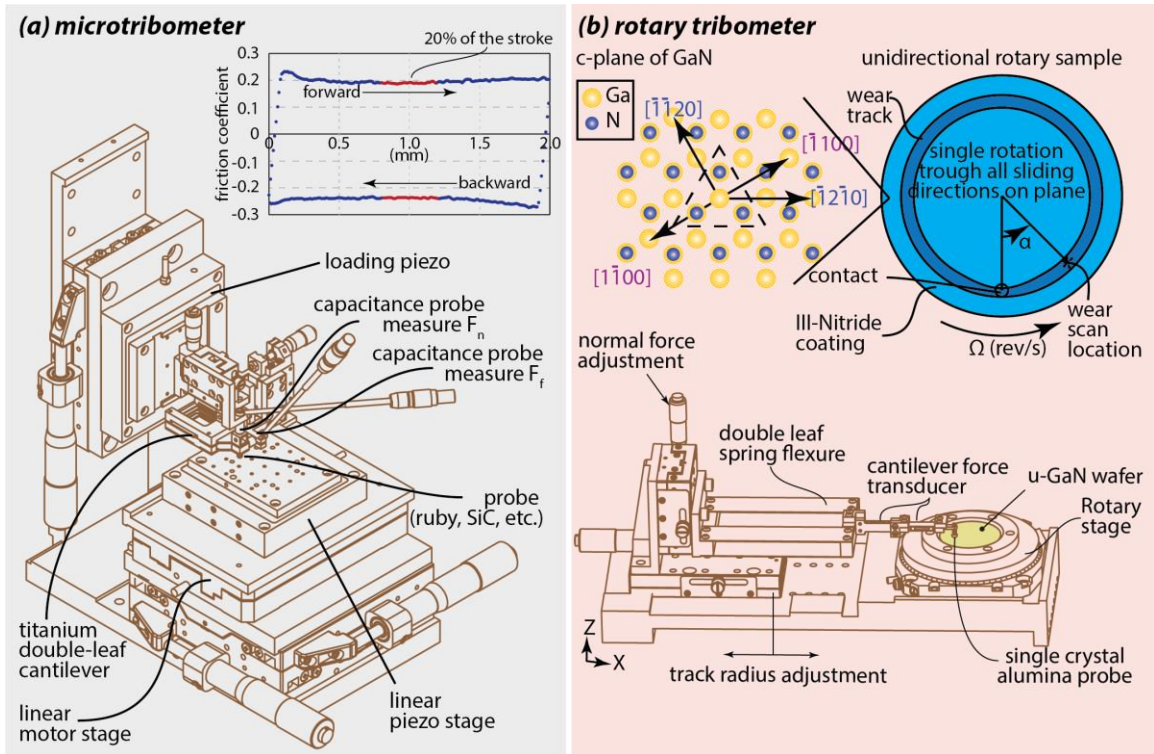 (a) microtribometer
20% of the stroke
friction coefficient
0.3
0.2
0.1
0
-0.1
-0.2
-0.3
forward
0.5
1.0
1.5
2.0
(mm)
backward
loading piezo
capacitance probe
measure Fn
capacitance probe
measure Ff
probe
(ruby, SiC, etc.)
titanium
double-leaf
cantilever
linear
motor stage
linear
piezo stage
(b) rotary tribometer
c-plane of GaN
Ga
N
[1̅1̅20]
[1̅100]
[1̅21̅0]
[11̅00]
unidirectional rotary sample
wear
track
single rotation
trough all sliding
directions on plane
α
contact
III-Nitride
coating
Ω (rev/s)
wear
scan
location
normal force
adjustment
double leaf
spring flexure
cantilever force
transducer
u-GaN wafer
Rotary
stage
Z
X
track radius adjustment
single crystal
alumina probe